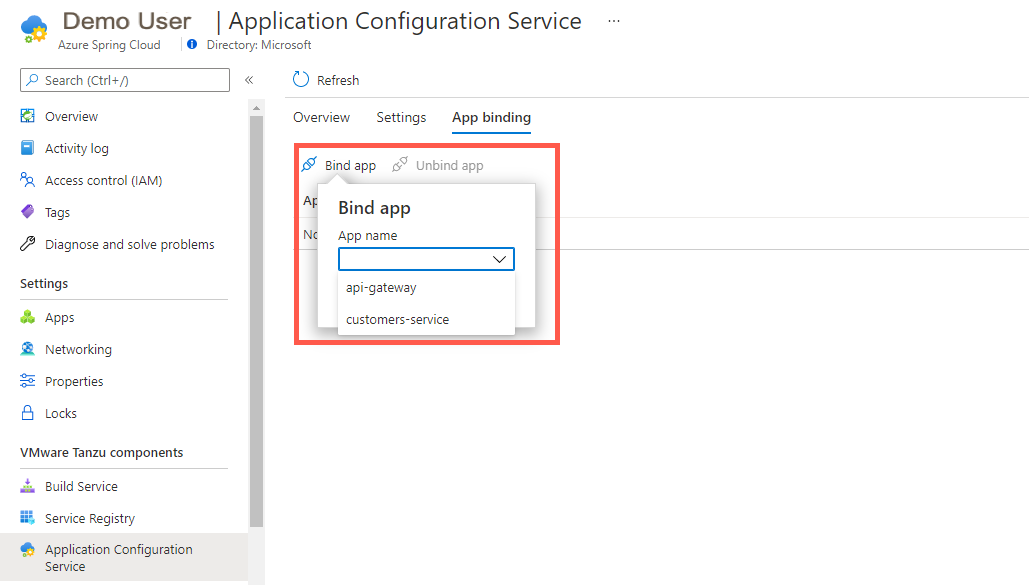 Demo User | Application Configuration Service ...
Azure Spring Cloud Directory: Microsoft
Search (Ctrl+/) «
Overview
Activity log
Access control (IAM)
Tags
Diagnose and solve problems
Settings
Apps
Networking
Properties
Locks
VMware Tanzu components
Build Service
Service Registry
Application Configuration
Service
Refresh
Overview Settings App binding
Bind app Unbind app
Bind app
App name
api-gateway
customers-service